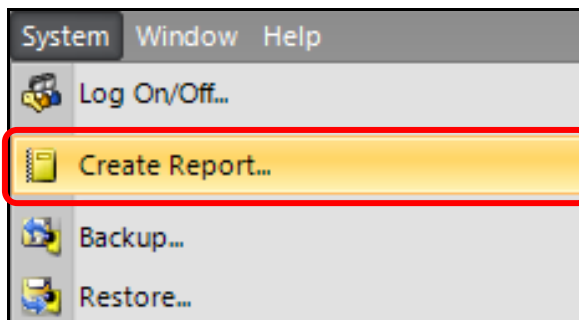 System Window Help
Log On/Off...
Create Report...
Backup...
Restore...